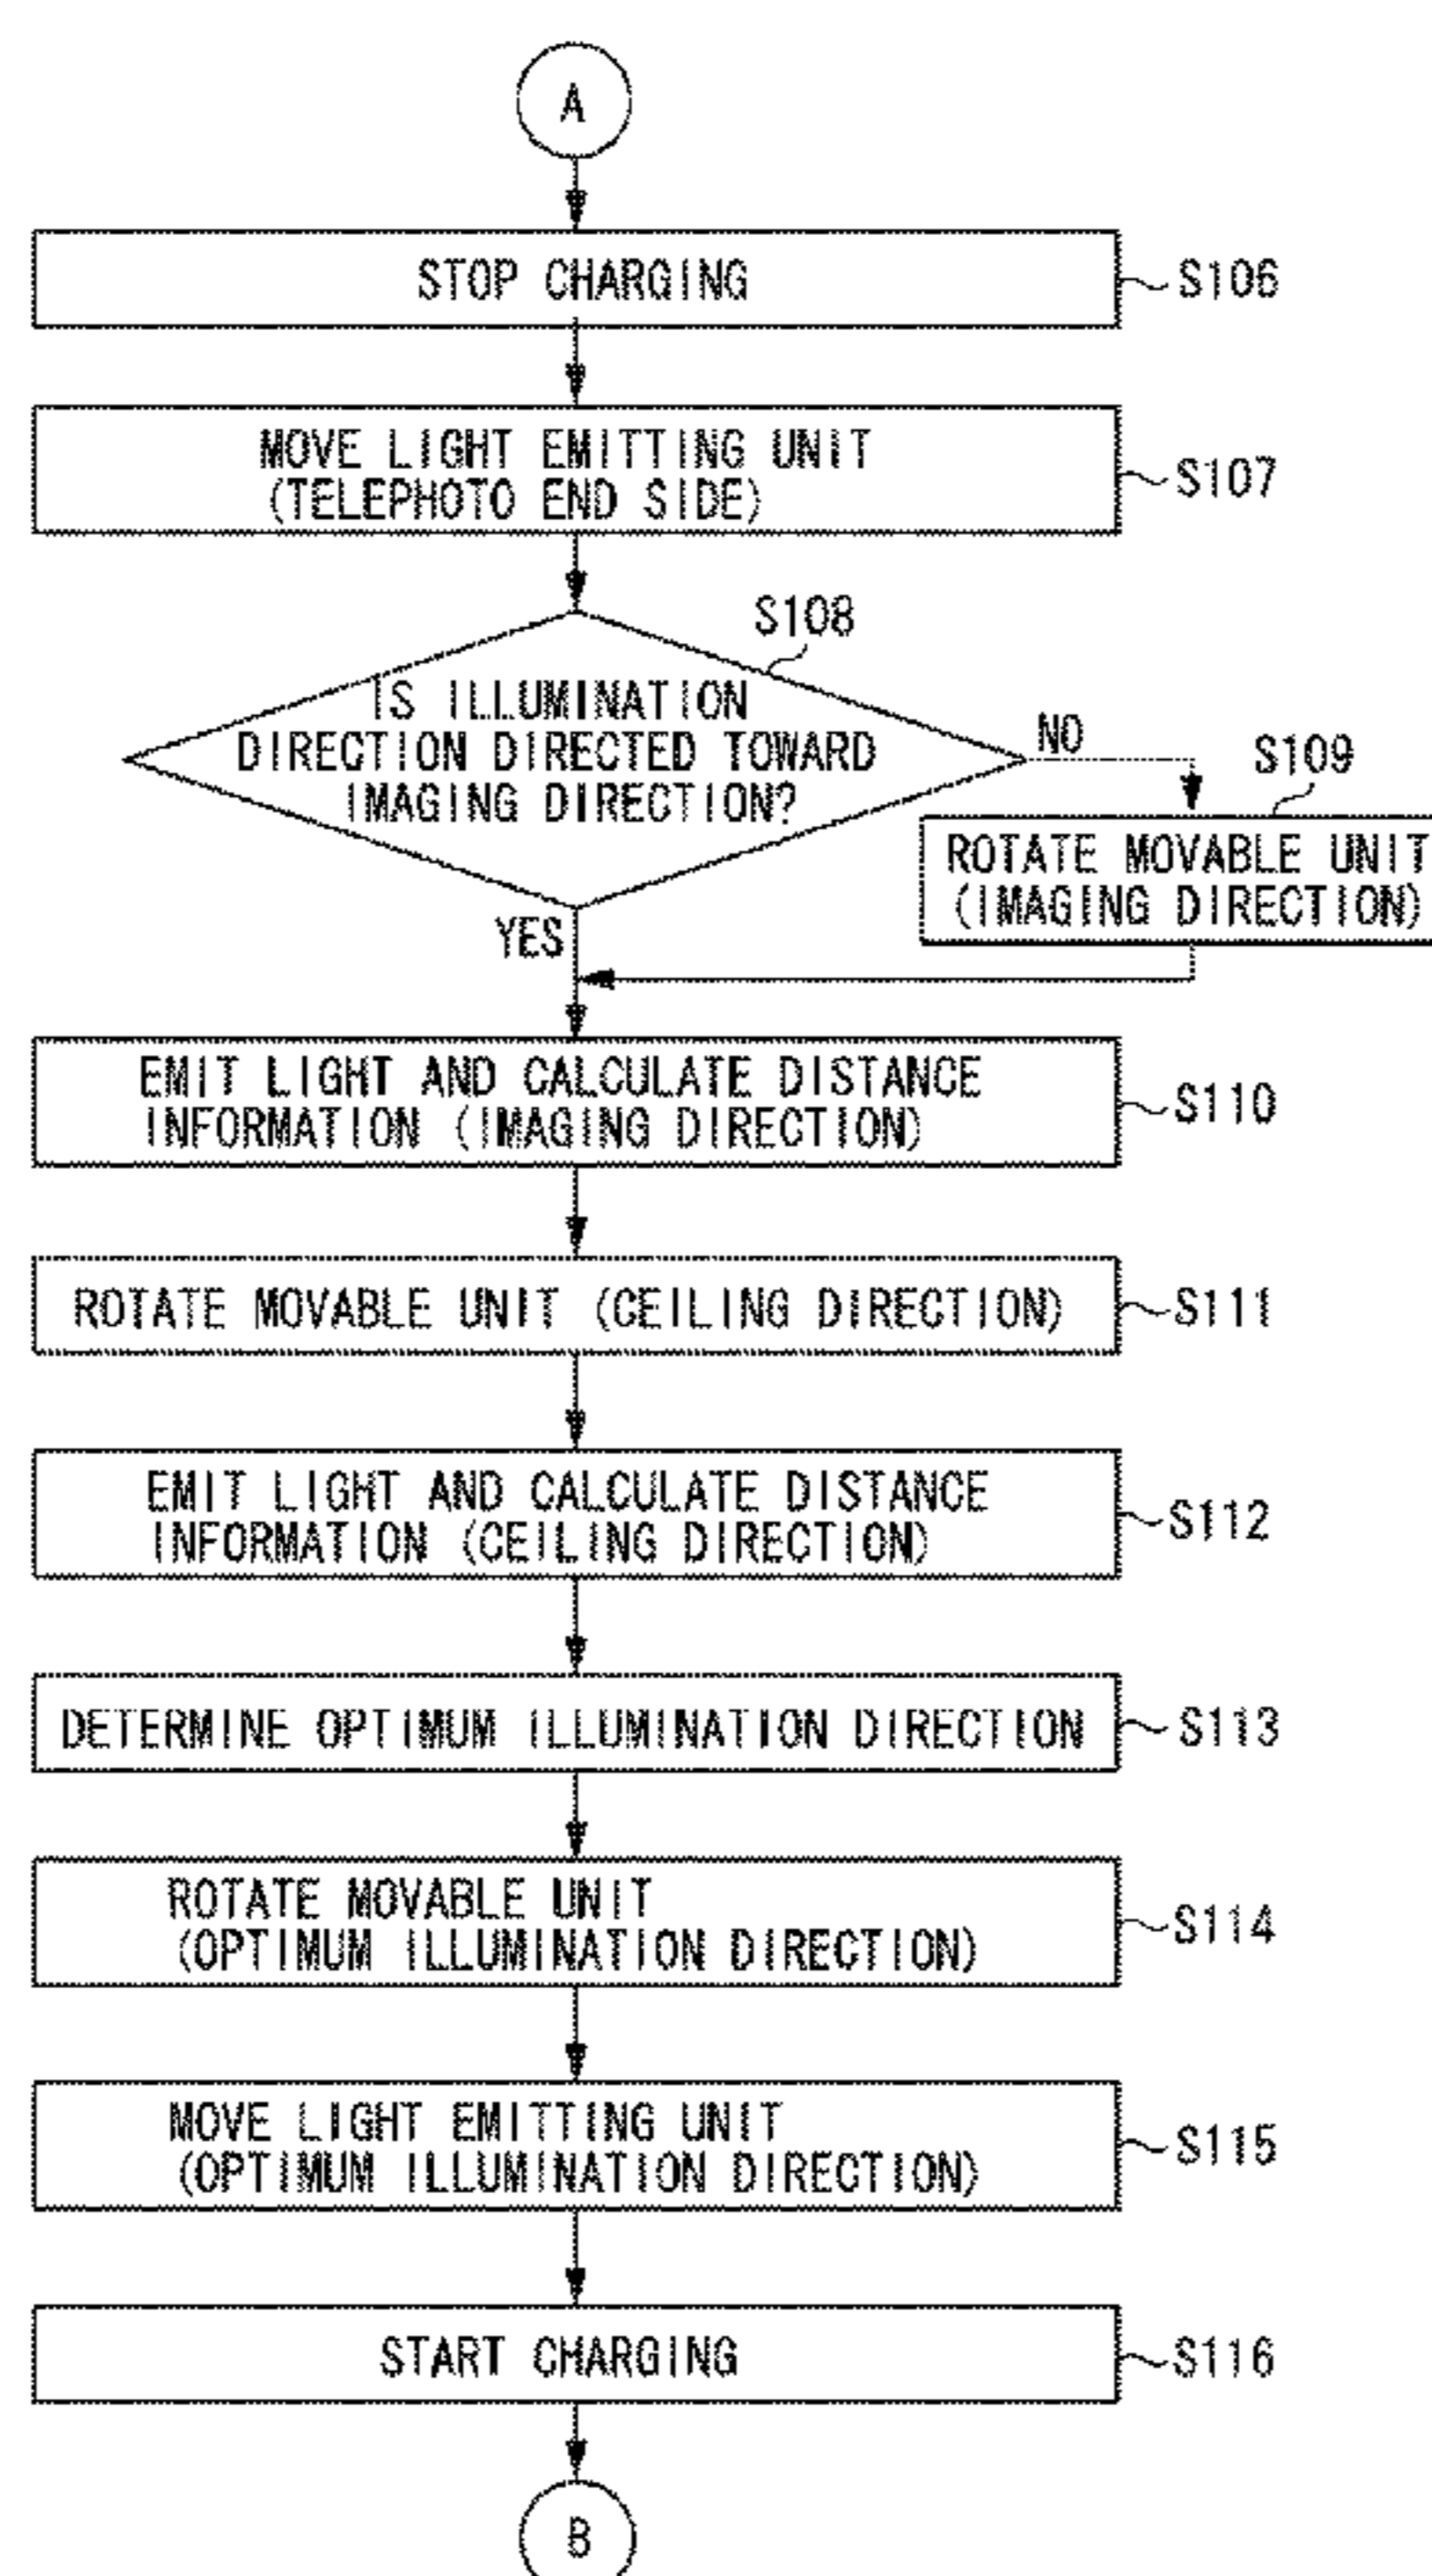 A
STOP CHARGING
S106
MOVE LIGHT EMITTING UNIT
(TELEPHOTO END SIDE)
S107
S108
IS ILLUMINATION
DIRECTION DIRECTED TOWARD
IMAGING DIRECTION?
NO
S109
ROTATE MOVABLE UNIT
(IMAGING DIRECTION)
YES
EMIT LIGHT AND CALCULATE DISTANCE
INFORMATION (IMAGING DIRECTION)
S110
ROTATE MOVABLE UNIT (CEILING DIRECTION)
S111
EMIT LIGHT AND CALCULATE DISTANCE
INFORMATION (CEILING DIRECTION)
S112
DETERMINE OPTIMUM ILLUMINATION DIRECTION
S113
ROTATE MOVABLE UNIT
(OPTIMUM ILLUMINATION DIRECTION)
S114
MOVE LIGHT EMITTING UNIT
(OPTIMUM ILLUMINATION DIRECTION)
S115
START CHARGING
S116
B